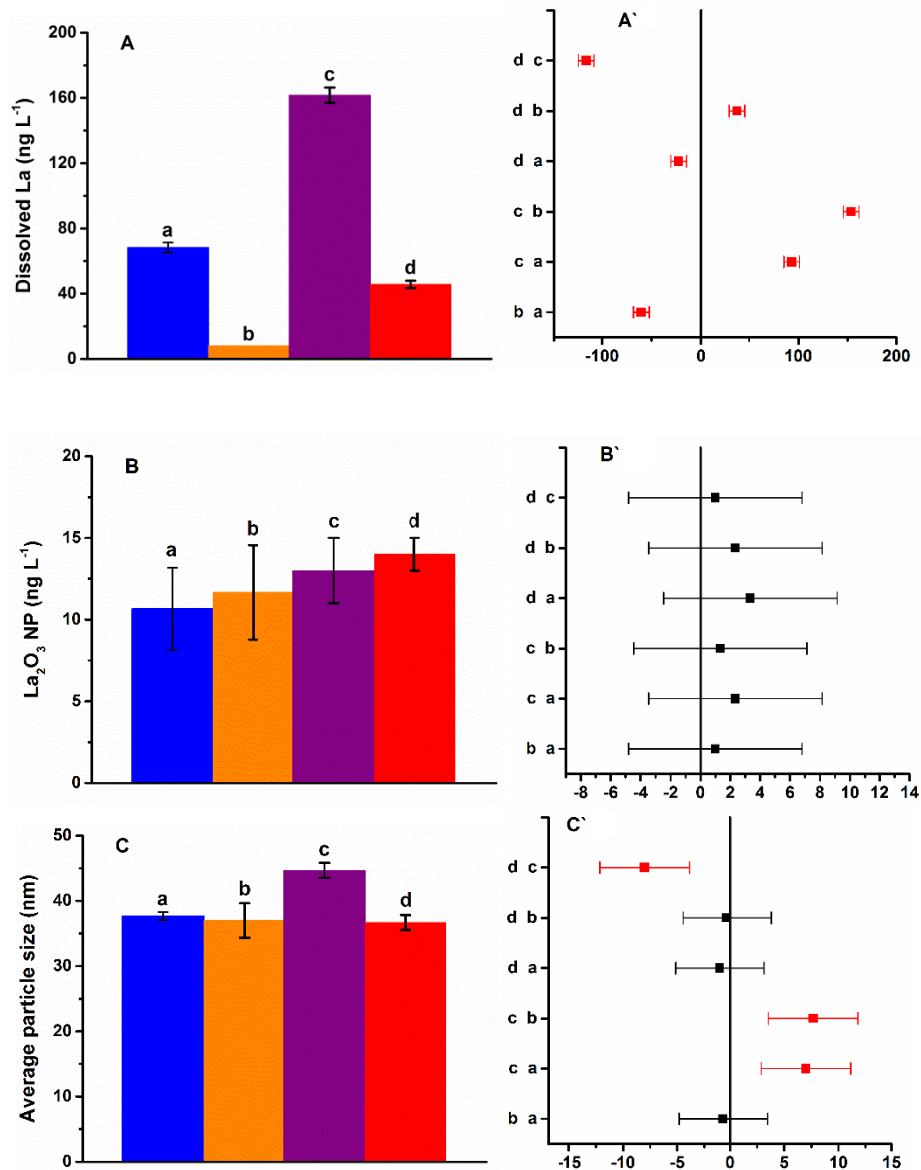 A
Dissolved La (ng L⁻¹)
200
160
120
80
40
0
a
b
c
d
A`
d c
d b
d a
c b
c a
b a
-100 0 100 200
B
La₂O₃ NP (ng L⁻¹)
20
15
10
5
0
a
b
c
d
B`
d c
d b
d a
c b
c a
b a
-8 -6 -4 -2 0 2 4 6 8 10 12 14
C
Average particle size (nm)
50
40
30
20
10
0
a
b
c
d
C`
d c
d b
d a
c b
c a
b a
-15 -10 -5 0 5 10 15